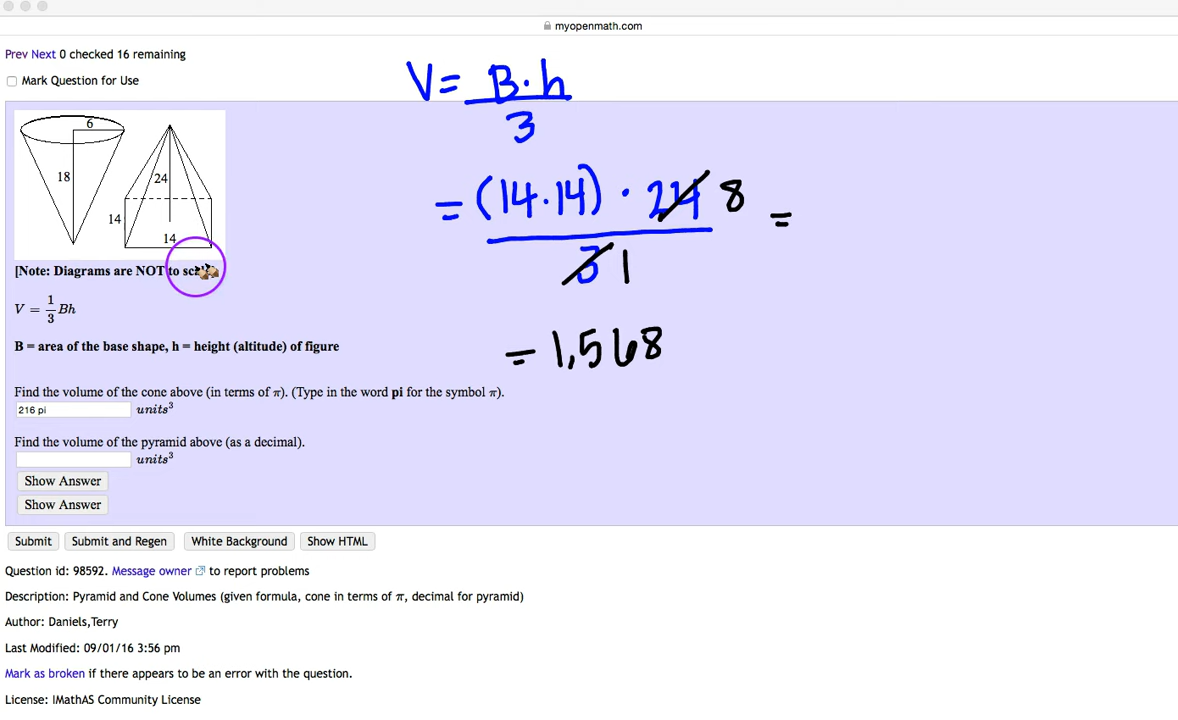 myopenmath.com
Prev Next 0 checked 16 remaining
Mark Question for Use
V = B · h
3
= (14·14) · 24 8 =
3 1
= 1,568
6
18
24
14
14
[Note: Diagrams are NOT to
V = 1/3 Bh
B = area of the base shape, h = height (altitude) of figure
Find the volume of the cone above (in terms of π). (Type in the word pi for the symbol π).
216 pi units³
Find the volume of the pyramid above (as a decimal).
units³
Show Answer
Show Answer
Submit Submit and Regen White Background Show HTML
Question id: 98592. Message owner to report problems
Description: Pyramid and Cone Volumes (given formula, cone in terms of π, decimal for pyramid)
Author: Daniels,Terry
Last Modified: 09/01/16 3:56 pm
Mark as broken if there appears to be an error with the question.
License: IMathAS Community License